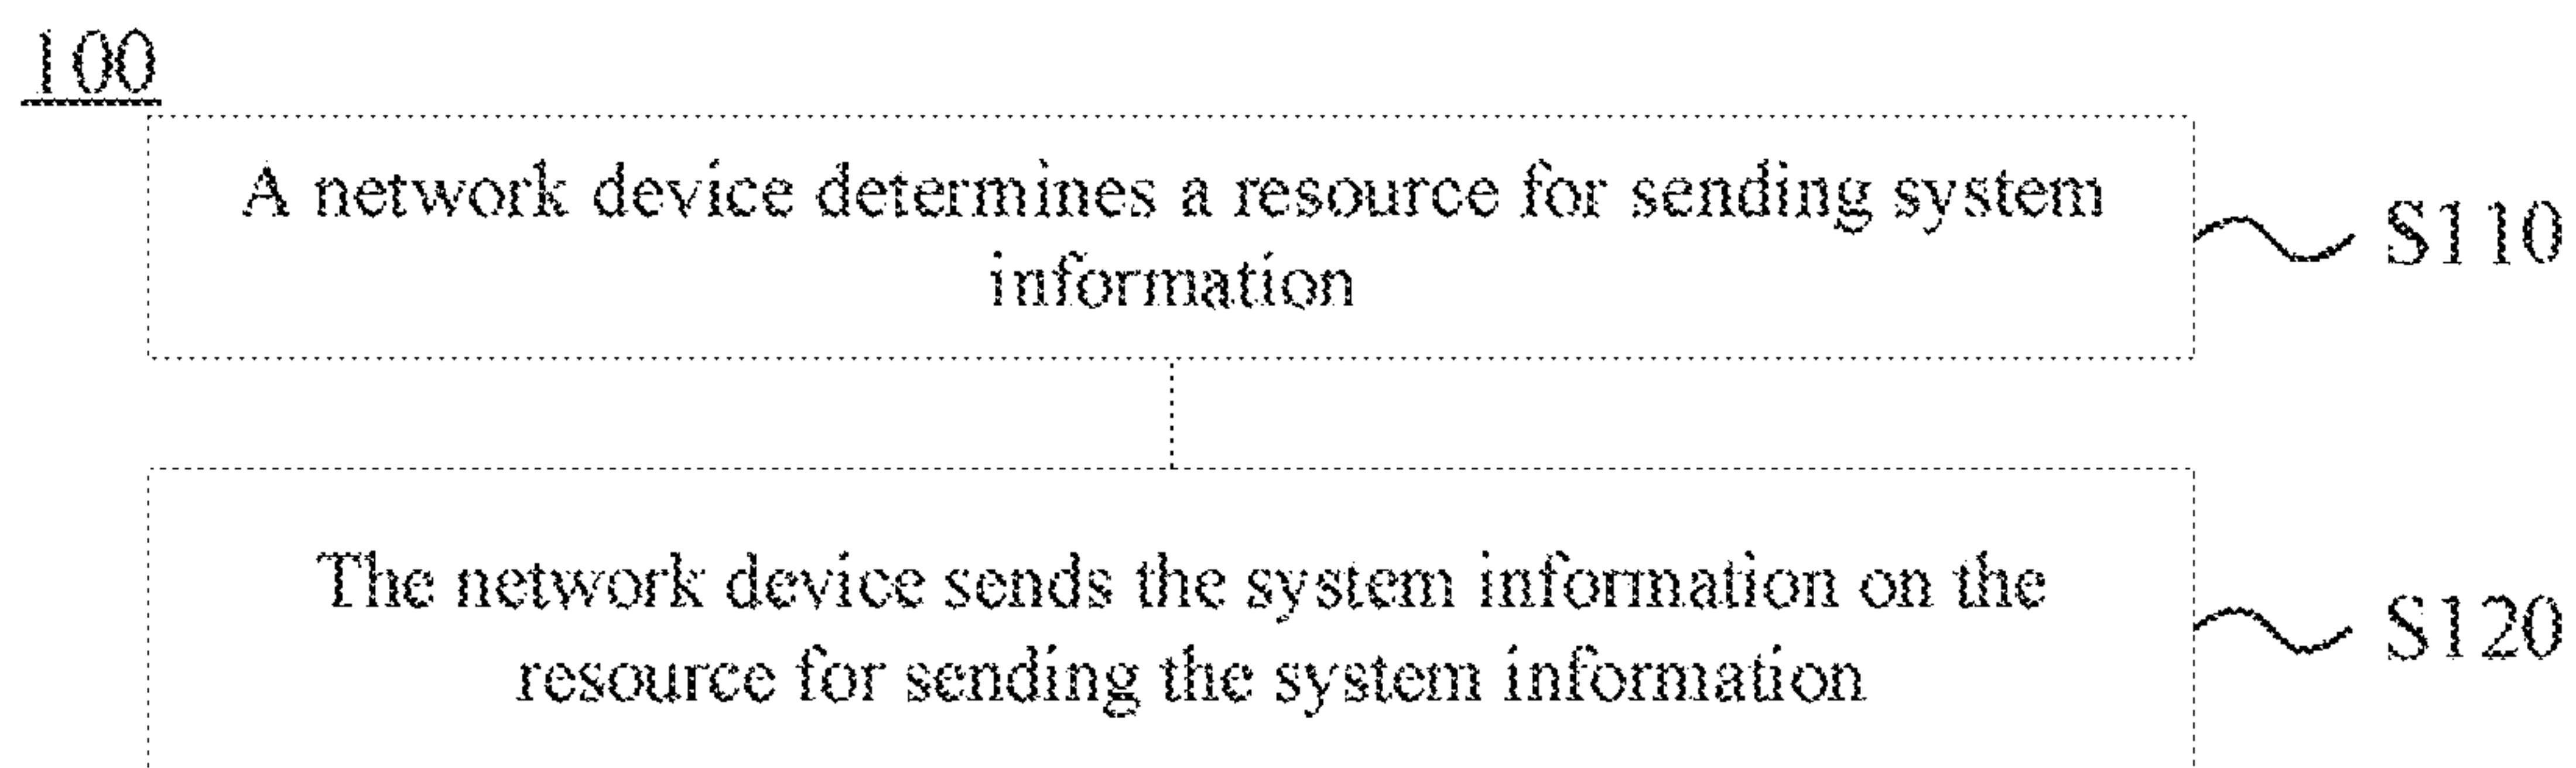 100
A network device determines a resource for sending system
information
S110
The network device sends the system information on the
resource for sending the system information
S120